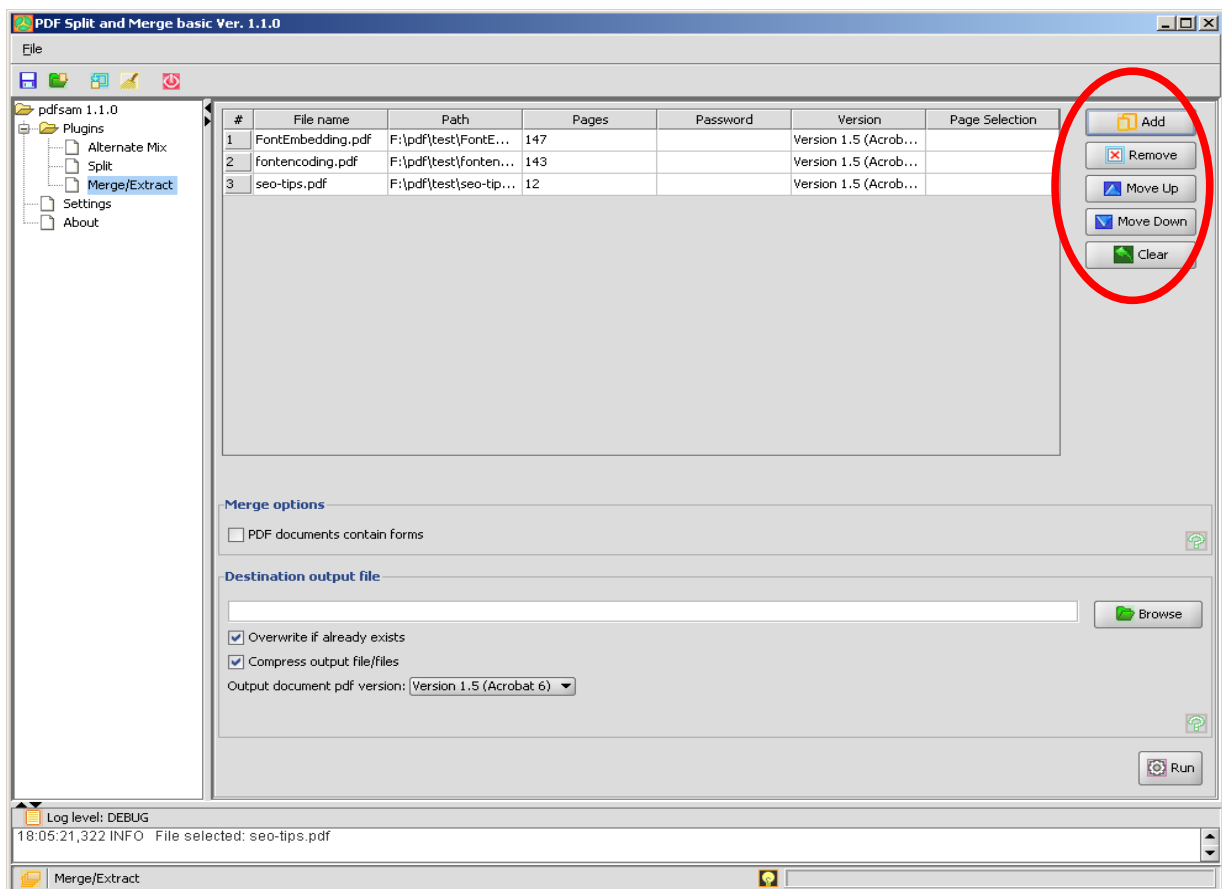 PDF Split and Merge basic Ver. 1.1.0
File
pdfsam 1.1.0
Plugins
Alternate Mix
Split
Merge/Extract
Settings
About
# File name Path Pages Password Version Page Selection
1 FontEmbedding.pdf F:\pdf\test\FontE... 147 Version 1.5 (Acrob...
2 fontencoding.pdf F:\pdf\test\fonten... 143 Version 1.5 (Acrob...
3 seo-tips.pdf F:\pdf\test\seo-tip... 12 Version 1.5 (Acrob...
Add
Remove
Move Up
Move Down
Clear
Merge options
PDF documents contain forms
Destination output file
Browse
Overwrite if already exists
Compress output file/files
Output document pdf version: Version 1.5 (Acrobat 6)
Run
Log level: DEBUG
18:05:21,322 INFO File selected: seo-tips.pdf
Merge/Extract